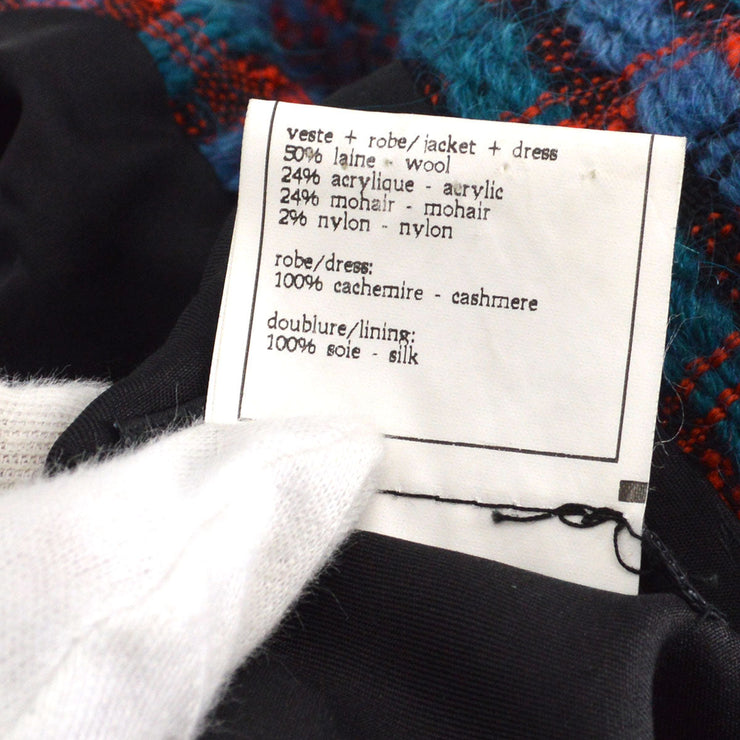 veste + robe/ jacket + dress
50% laine - wool
24% acrylique - acrylic
24% mohair - mohair
2% nylon - nylon
robe/dress:
100% cachemire - cashmere
doublure/lining:
100% soie - silk